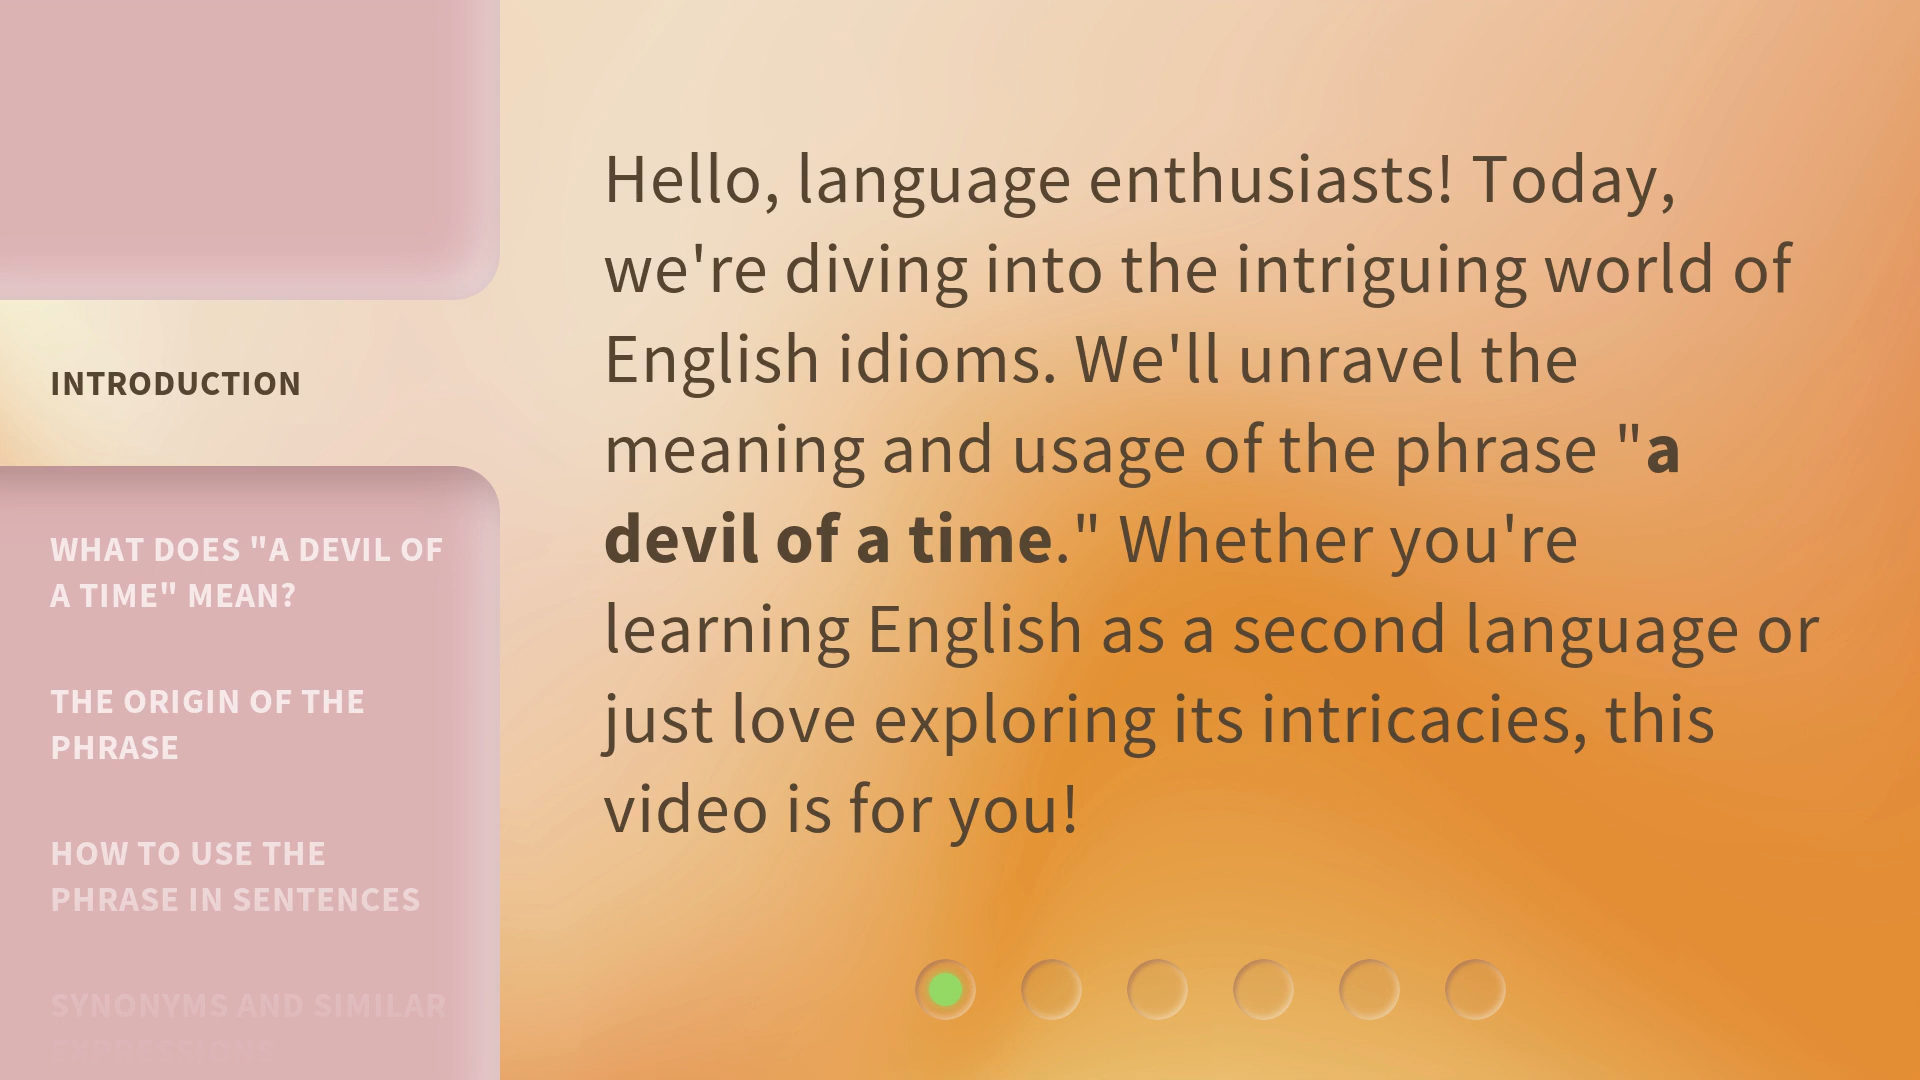 INTRODUCTION
WHAT DOES "A DEVIL OF
A TIME" MEAN?
THE ORIGIN OF THE
PHRASE
HOW TO USE THE
PHRASE IN SENTENCES
SYNONYMS AND SIMILAR
EXPRESSIONS
Hello, language enthusiasts! Today,
we're diving into the intriguing world of
English idioms. We'll unravel the
meaning and usage of the phrase "a
devil of a time." Whether you're
learning English as a second language or
just love exploring its intricacies, this
video is for you!